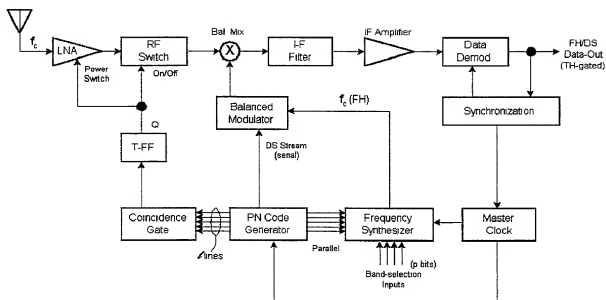 Bal Mix
IF Amplifier
f_c
LNA
RF
Switch
I-F
Filter
Data
Demod
FH/DS
Data-Out
(TH-gated)
Power
Switch
On/Off
Balanced
Modulator
f_c (FH)
Synchronization
Q
T-FF
DS Stream
(serial)
Coincidence
Gate
PN Code
Generator
Frequency
Synthesizer
Master
Clock
ℓ lines
Parallel
(p bits)
Band-selection
Inputs